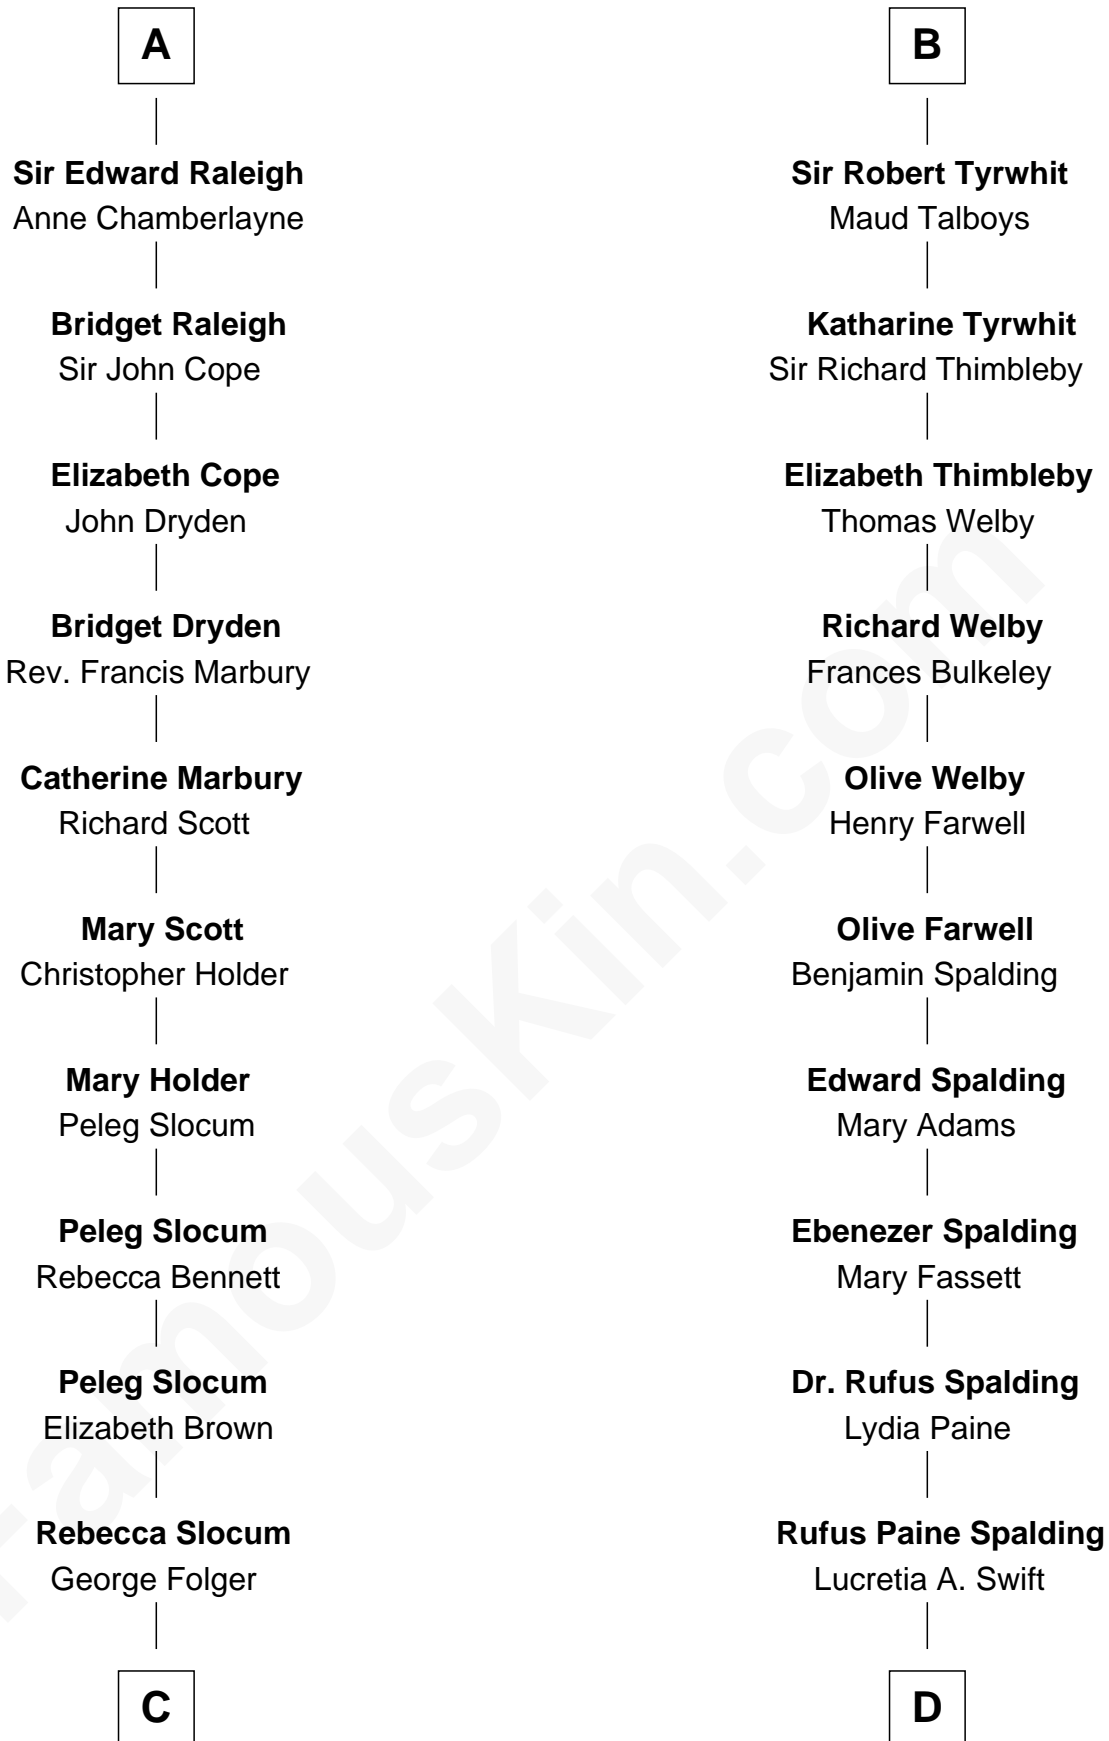 A
Sir Edward Raleigh
Anne Chamberlayne
Bridget Raleigh
Sir John Cope
Elizabeth Cope
John Dryden
Bridget Dryden
Rev. Francis Marbury
Catherine Marbury
Richard Scott
Mary Scott
Christopher Holder
Mary Holder
Peleg Slocum
Peleg Slocum
Rebecca Bennett
Peleg Slocum
Elizabeth Brown
Rebecca Slocum
George Folger
C
B
Sir Robert Tyrwhit
Maud Talboys
Katharine Tyrwhit
Sir Richard Thimbleby
Elizabeth Thimbleby
Thomas Welby
Richard Welby
Frances Bulkeley
Olive Welby
Henry Farwell
Olive Farwell
Benjamin Spalding
Edward Spalding
Mary Adams
Ebenezer Spalding
Mary Fassett
Dr. Rufus Spalding
Lydia Paine
Rufus Paine Spalding
Lucretia A. Swift
D
FamousKin.com